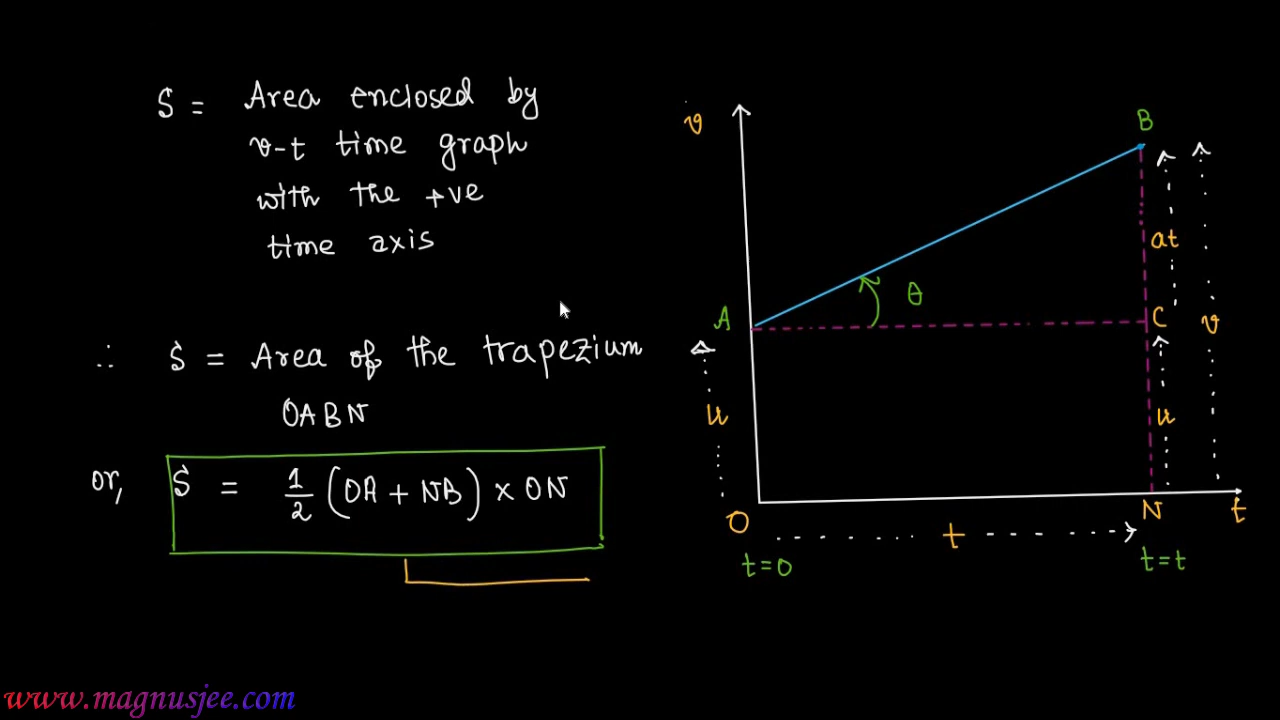 S = Area enclosed by
v-t time graph
with the +ve
time axis
∴ S = Area of the trapezium
OABN
or, S = 1/2 (OA + NB) × ON
v
B
at
θ
A
C
v
u
u
O
N
t
t
t=0
t=t
www.magnusjee.com